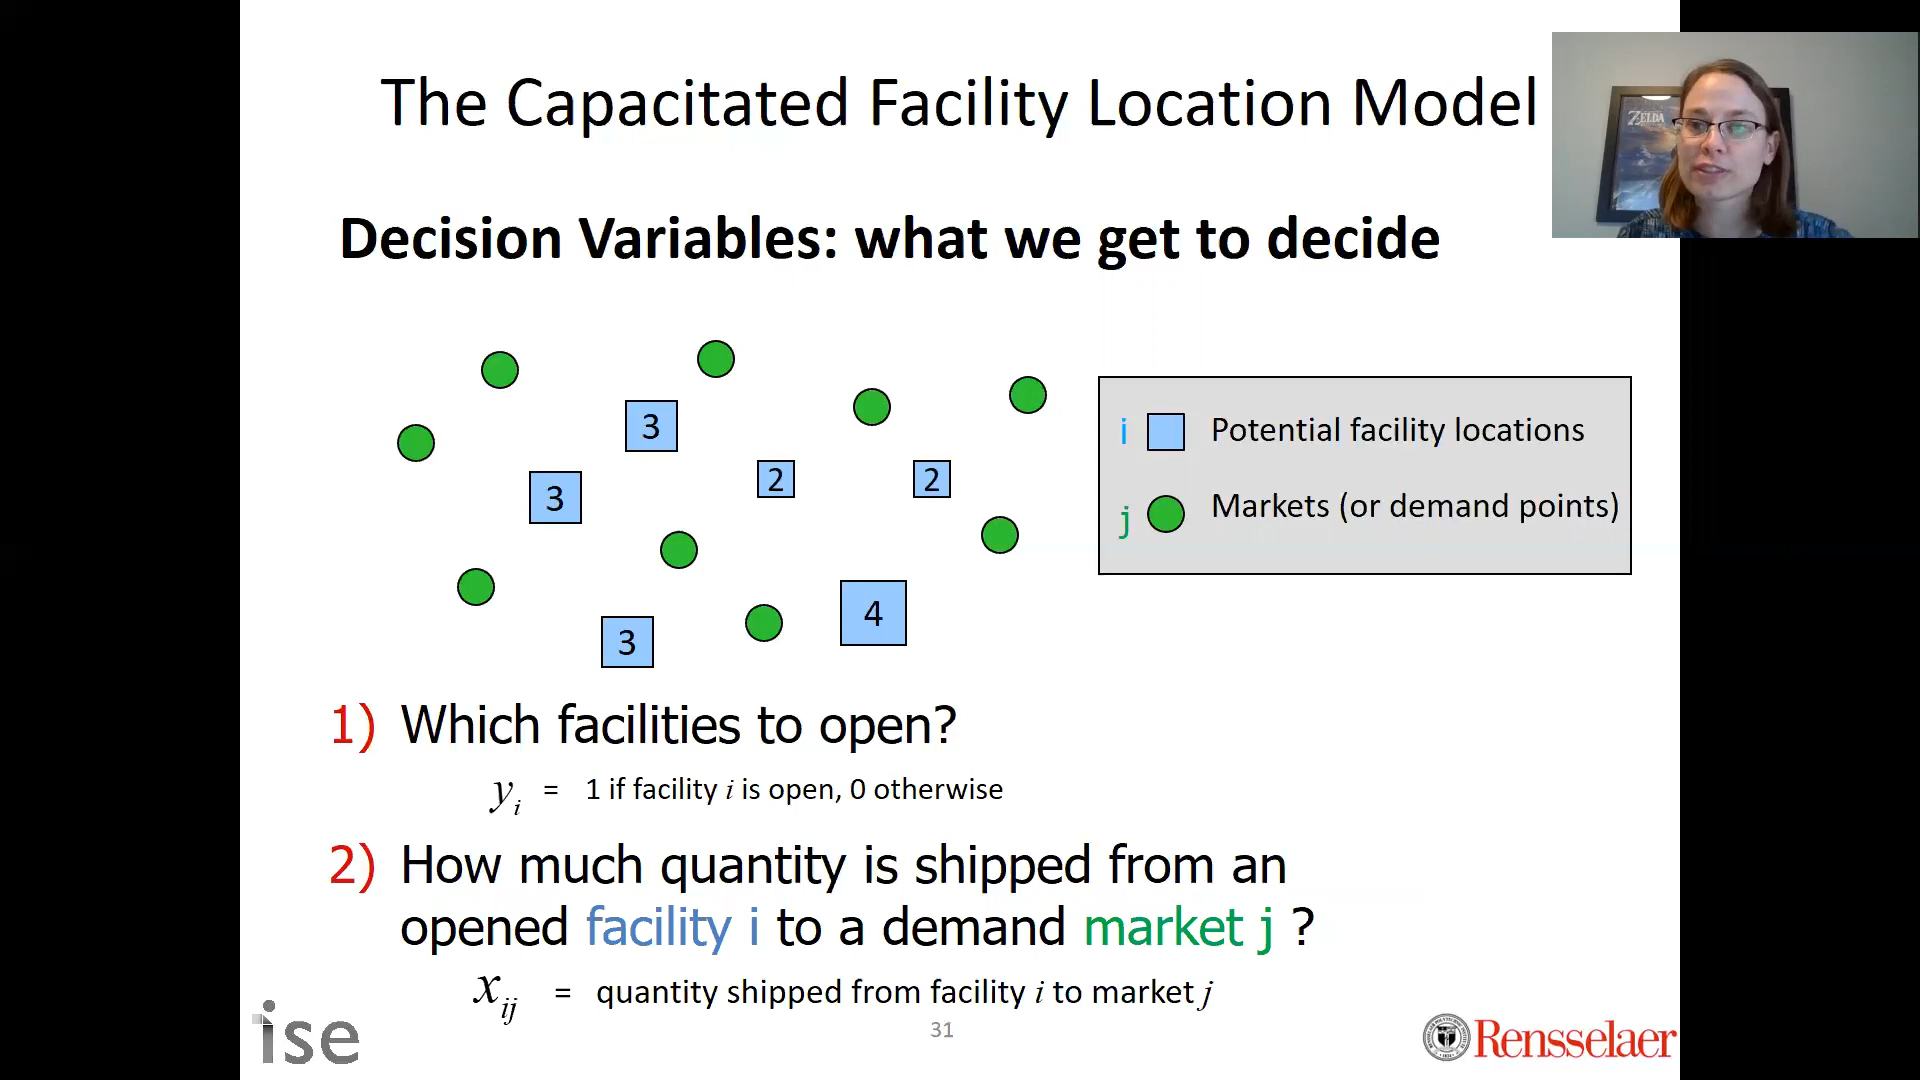 The Capacitated Facility Location Model
ZELDA
Decision Variables: what we get to decide
3
3
2
2
3
4
i Potential facility locations
j Markets (or demand points)
1) Which facilities to open?
yi = 1 if facility i is open, 0 otherwise
2) How much quantity is shipped from an
opened facility i to a demand market j ?
xij = quantity shipped from facility i to market j
31
ise
Rensselaer